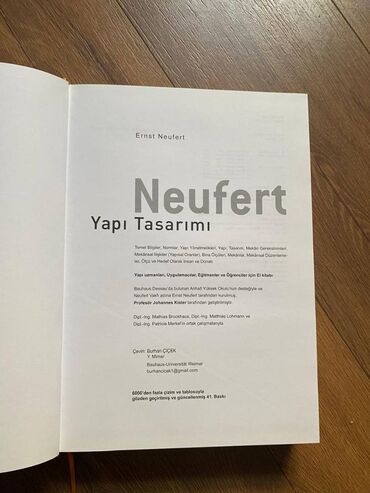 Ernst Neufert
Neufert
Yapı Tasarımı
Temel Bilgiler, Normlar, Yapı Yönetmelikleri, Yapı, Tasarım, Mekân Gereksinimleri,
Mekânsal İlişkiler (Yapısal Oranlar), Bina Ölçüleri, Mekânlar, Mekânsal Düzenleme-
ler, Ölçü ve Hedef Olarak İnsan ve Donatı
Yapı uzmanları, Uygulamacılar, Eğitmenler ve Öğrenciler için El kitabı
Bauhaus Dessau'da bulunan Anhalt Yüksek Okulu'nun desteğiyle ve
Neufert Vakfı adına Ernst Neufert tarafından kurulmuş,
Profesör Johannes Kister tarafından geliştirilmiştir.
Dipl.-Ing. Mathias Brockhaus, Dipl.-Ing. Matthias Lohmann ve
Dipl.-Ing. Patricia Merkel'in ortak çalışmalarıyla
Çeviri: Burhan ÇİÇEK
Y. Mimar
Bauhaus-Universität Weimar
burhancicek1@gmail.com
6000'den fazla çizim ve tablosuyla
gözden geçirilmiş ve güncellenmiş 41. Baskı